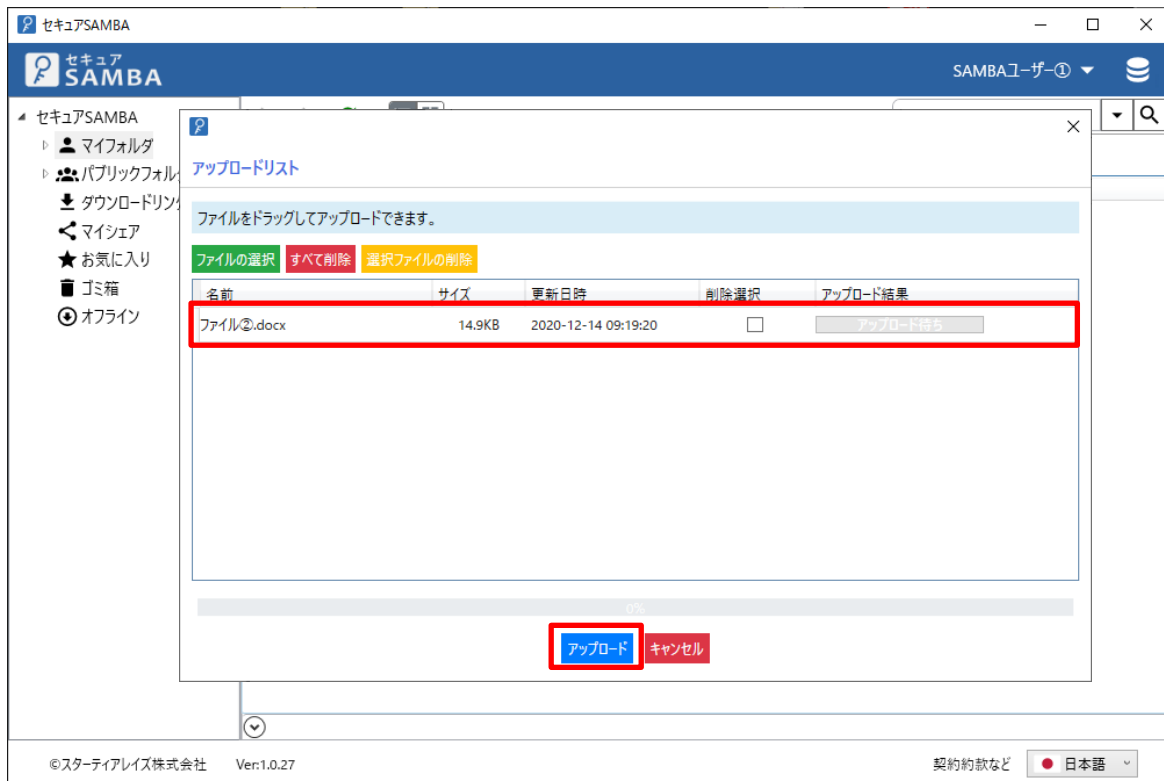 セキュアSAMBA
セキュア
SAMBA
SAMBAユーザー①
セキュアSAMBA
マイフォルダ
パブリックフォル
ダウンロードリン
マイシェア
お気に入り
ゴミ箱
オフライン
アップロードリスト
ファイルをドラッグしてアップロードできます。
ファイルの選択 すべて削除 選択ファイルの削除
名前 サイズ 更新日時 削除選択 アップロード結果
ファイル②.docx 14.9KB 2020-12-14 09:19:20 アップロード待ち
0%
アップロード キャンセル
©スターティアレイズ株式会社 Ver:1.0.27 契約約款など 日本語